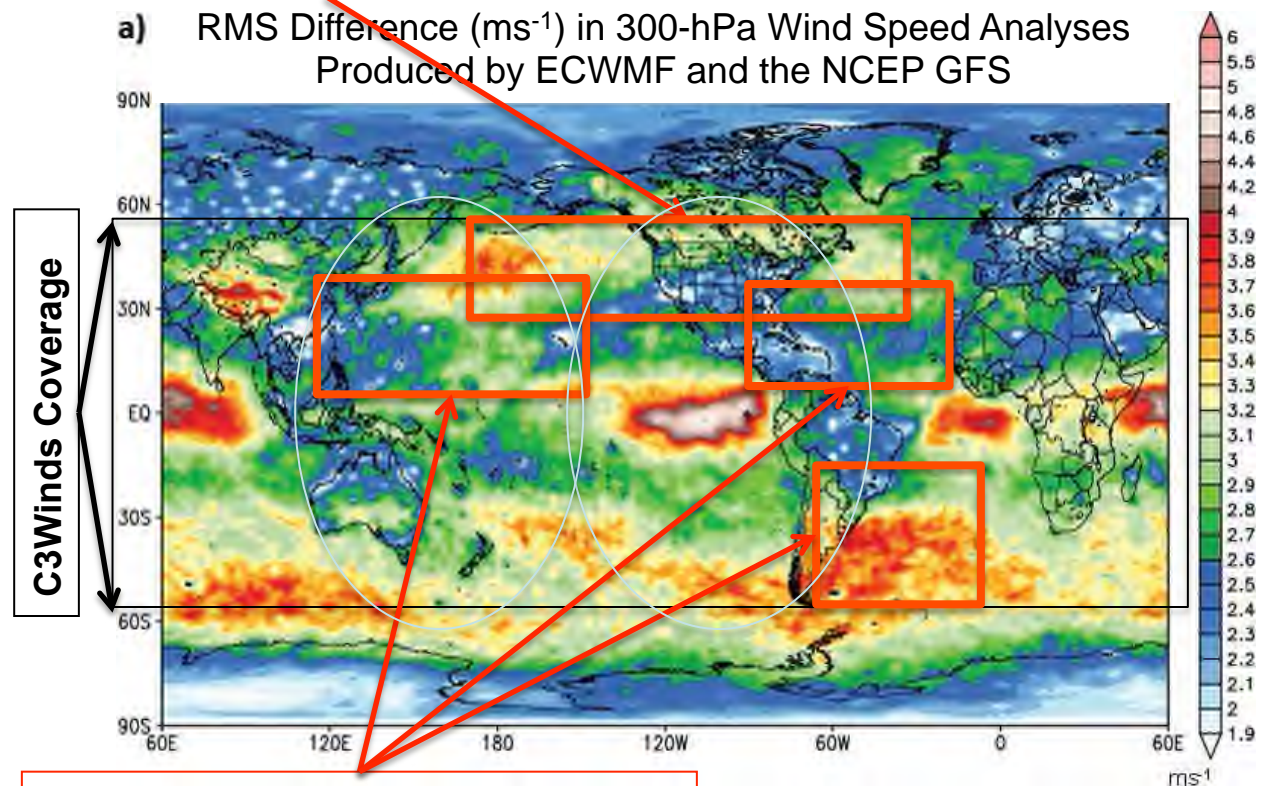 a) RMS Difference (ms-1) in 300-hPa Wind Speed Analyses
Produced by ECWMF and the NCEP GFS
C3Winds Coverage
90N
60N
30N
EQ
30S
60S
90S
60E
120E
180
120W
60W
0
60E
6
5.5
5
4.8
4.6
4.4
4.2
4
3.9
3.8
3.7
3.6
3.5
3.4
3.3
3.2
3.1
3
2.9
2.8
2.7
2.6
2.5
2.4
2.3
2.2
2.1
2
1.9
ms-1